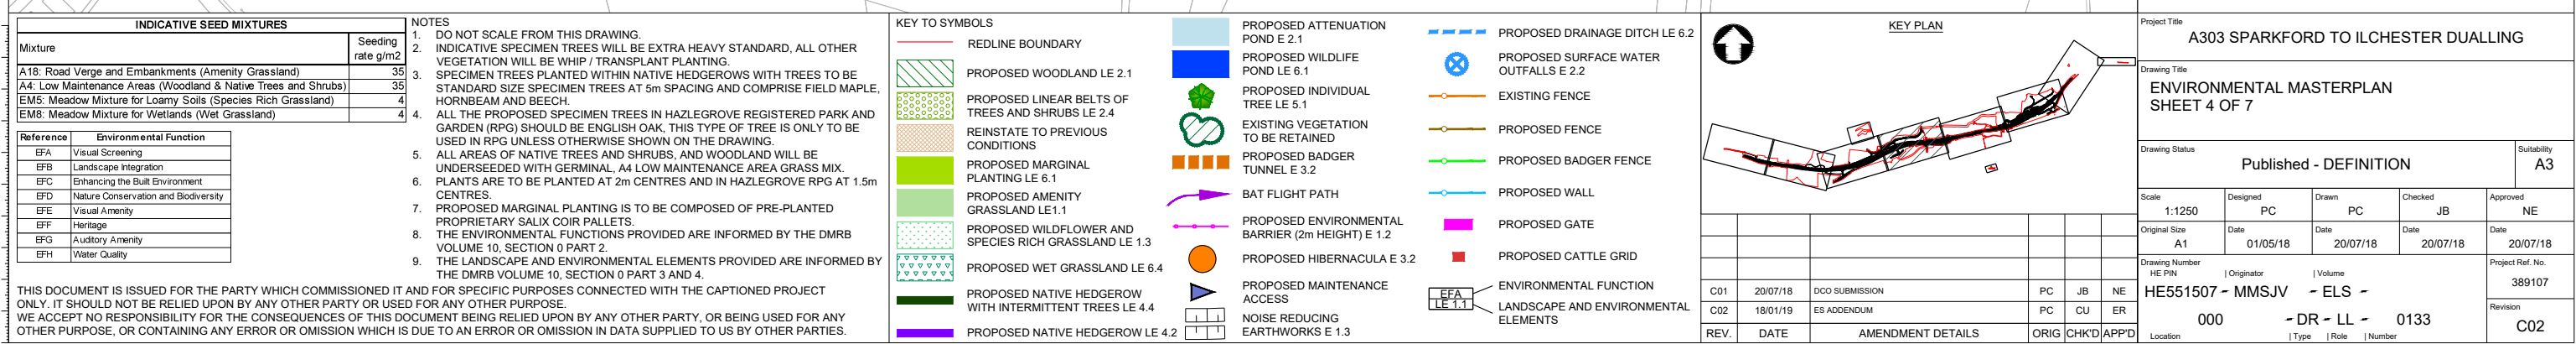 INDICATIVE SEED MIXTURES
Mixture Seeding rate g/m2
A18: Road Verge and Embankments (Amenity Grassland) 35
A4: Low Maintenance Areas (Woodland & Native Trees and Shrubs) 35
EM5: Meadow Mixture for Loamy Soils (Species Rich Grassland) 4
EM8: Meadow Mixture for Wetlands (Wet Grassland) 4
Reference Environmental Function
EFA Visual Screening
EFB Landscape Integration
EFC Enhancing the Built Environment
EFD Nature Conservation and Biodiversity
EFE Visual Amenity
EFF Heritage
EFG Auditory Amenity
EFH Water Quality
NOTES
1. DO NOT SCALE FROM THIS DRAWING.
2. INDICATIVE SPECIMEN TREES WILL BE EXTRA HEAVY STANDARD, ALL OTHER
VEGETATION WILL BE WHIP / TRANSPLANT PLANTING.
3. SPECIMEN TREES PLANTED WITHIN NATIVE HEDGEROWS WITH TREES TO BE
STANDARD SIZE SPECIMEN TREES AT 5m SPACING AND COMPRISE FIELD MAPLE,
HORNBEAM AND BEECH.
4. ALL THE PROPOSED SPECIMEN TREES IN HAZLEGROVE REGISTERED PARK AND
GARDEN (RPG) SHOULD BE ENGLISH OAK, THIS TYPE OF TREE IS ONLY TO BE
USED IN RPG UNLESS OTHERWISE SHOWN ON THE DRAWING.
5. ALL AREAS OF NATIVE TREES AND SHRUBS, AND WOODLAND WILL BE
UNDERSEEDED WITH GERMINAL, A4 LOW MAINTENANCE AREA GRASS MIX.
6. PLANTS ARE TO BE PLANTED AT 2m CENTRES AND IN HAZLEGROVE RPG AT 1.5m
CENTRES.
7. PROPOSED MARGINAL PLANTING IS TO BE COMPOSED OF PRE-PLANTED
PROPRIETARY SALIX COIR PALLETS.
8. THE ENVIRONMENTAL FUNCTIONS PROVIDED ARE INFORMED BY THE DMRB
VOLUME 10, SECTION 0 PART 2.
9. THE LANDSCAPE AND ENVIRONMENTAL ELEMENTS PROVIDED ARE INFORMED BY
THE DMRB VOLUME 10, SECTION 0 PART 3 AND 4.
THIS DOCUMENT IS ISSUED FOR THE PARTY WHICH COMMISSIONED IT AND FOR SPECIFIC PURPOSES CONNECTED WITH THE CAPTIONED PROJECT
ONLY. IT SHOULD NOT BE RELIED UPON BY ANY OTHER PARTY OR USED FOR ANY OTHER PURPOSE.
WE ACCEPT NO RESPONSIBILITY FOR THE CONSEQUENCES OF THIS DOCUMENT BEING RELIED UPON BY ANY OTHER PARTY, OR BEING USED FOR ANY
OTHER PURPOSE, OR CONTAINING ANY ERROR OR OMISSION WHICH IS DUE TO AN ERROR OR OMISSION IN DATA SUPPLIED TO US BY OTHER PARTIES.
KEY TO SYMBOLS
REDLINE BOUNDARY
PROPOSED WOODLAND LE 2.1
PROPOSED LINEAR BELTS OF
TREES AND SHRUBS LE 2.4
REINSTATE TO PREVIOUS
CONDITIONS
PROPOSED MARGINAL
PLANTING LE 6.1
PROPOSED AMENITY
GRASSLAND LE1.1
PROPOSED WILDFLOWER AND
SPECIES RICH GRASSLAND LE 1.3
PROPOSED WET GRASSLAND LE 6.4
PROPOSED NATIVE HEDGEROW
WITH INTERMITTENT TREES LE 4.4
PROPOSED NATIVE HEDGEROW LE 4.2
PROPOSED ATTENUATION
POND E 2.1
PROPOSED WILDLIFE
POND LE 6.1
PROPOSED INDIVIDUAL
TREE LE 5.1
EXISTING VEGETATION
TO BE RETAINED
PROPOSED BADGER
TUNNEL E 3.2
BAT FLIGHT PATH
PROPOSED ENVIRONMENTAL
BARRIER (2m HEIGHT) E 1.2
PROPOSED HIBERNACULA E 3.2
PROPOSED MAINTENANCE
ACCESS
NOISE REDUCING
EARTHWORKS E 1.3
PROPOSED DRAINAGE DITCH LE 6.2
PROPOSED SURFACE WATER
OUTFALLS E 2.2
EXISTING FENCE
PROPOSED FENCE
PROPOSED BADGER FENCE
PROPOSED WALL
PROPOSED GATE
PROPOSED CATTLE GRID
EFA
LE 1.1
ENVIRONMENTAL FUNCTION
LANDSCAPE AND ENVIRONMENTAL
ELEMENTS
KEY PLAN
C01 20/07/18 DCO SUBMISSION PC JB NE
C02 18/01/19 ES ADDENDUM PC CU ER
REV. DATE AMENDMENT DETAILS ORIG CHK'D APP'D
Project Title
A303 SPARKFORD TO ILCHESTER DUALLING
Drawing Title
ENVIRONMENTAL MASTERPLAN
SHEET 4 OF 7
Drawing Status Suitability
Published - DEFINITION A3
Scale Designed Drawn Checked Approved
1:1250 PC PC JB NE
Original Size Date Date Date Date
A1 01/05/18 20/07/18 20/07/18 20/07/18
Drawing Number Project Ref. No.
HE PIN | Originator | Volume
HE551507 - MMSJV - ELS -
389107
Revision
000 - DR - LL - 0133
C02
Location | Type | Role | Number